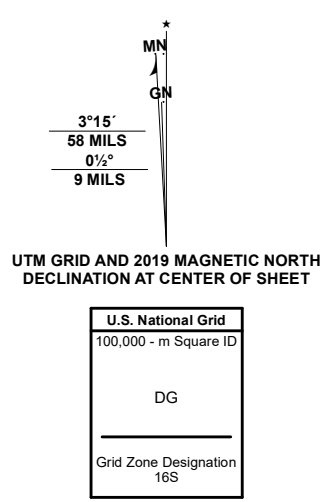 MN
GN
3°15´
58 MILS
0½°
9 MILS
UTM GRID AND 2019 MAGNETIC NORTH
DECLINATION AT CENTER OF SHEET
U.S. National Grid
100,000 - m Square ID
DG
Grid Zone Designation
16S